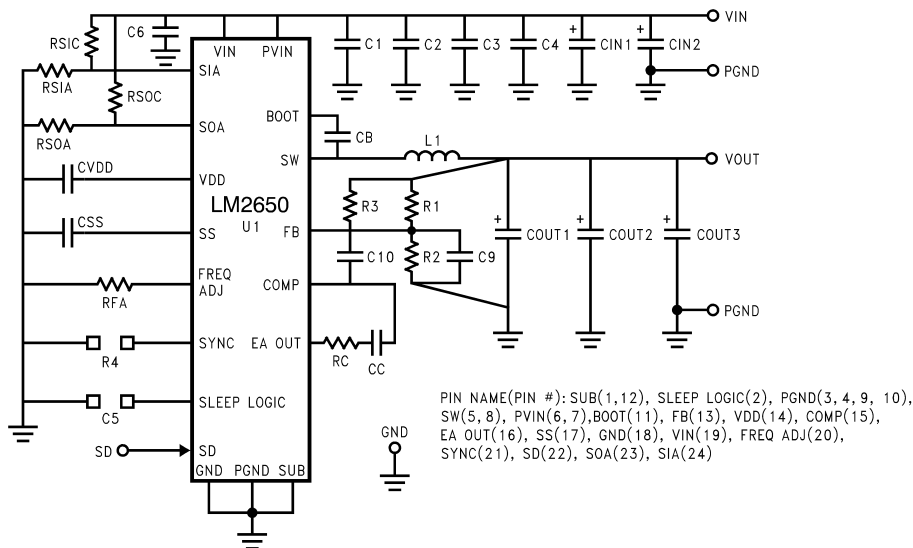 VIN
RSIC
C6
C1
C2
C3
C4
CIN1
CIN2
VIN
PVIN
PGND
SIA
RSIA
RSOC
BOOT
CB
SOA
RSOA
L1
SW
VOUT
CVDD
VDD
LM2650
U1
R3
R1
CSS
SS
FB
COUT1
COUT2
COUT3
C10
R2
C9
FREQ
ADJ
COMP
RFA
PGND
SYNC
EA OUT
R4
RC
CC
SLEEP LOGIC
C5
PIN NAME(PIN #): SUB(1,12), SLEEP LOGIC(2), PGND(3, 4, 9, 10),
SW(5, 8), PVIN(6, 7),BOOT(11), FB(13), VDD(14), COMP(15),
EA OUT(16), SS(17), GND(18), VIN(19), FREQ ADJ(20),
SYNC(21), SD(22), SOA(23), SIA(24)
GND
SD
SD
GND
PGND
SUB
+
+
+
+
+